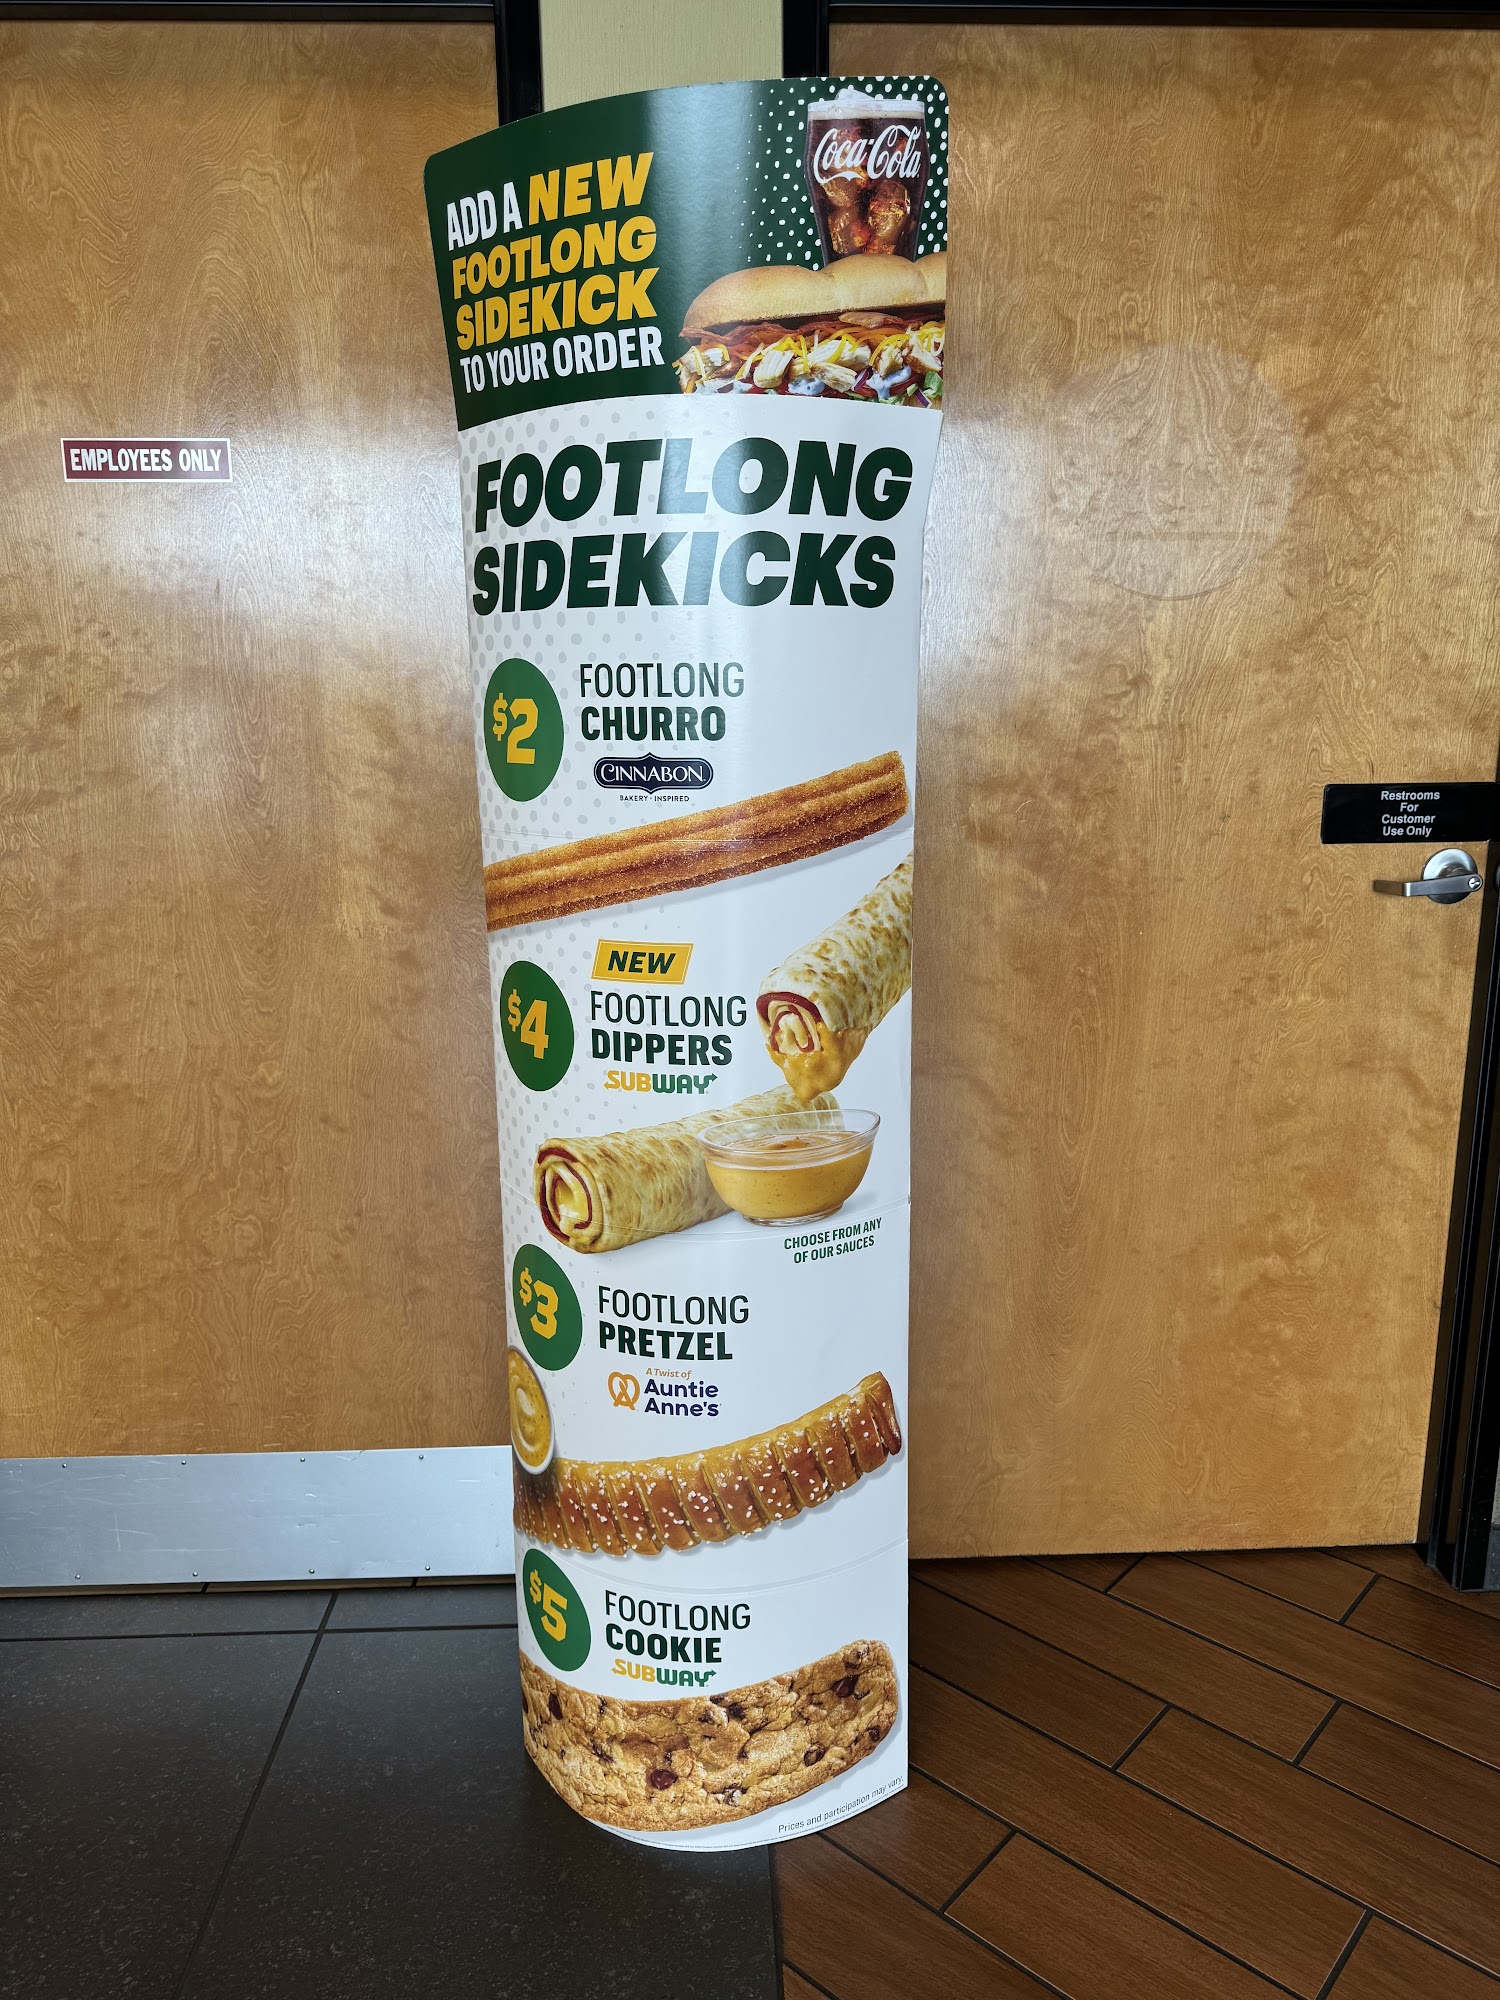 ADD A NEW
FOOTLONG
SIDEKICK
TO YOUR ORDER
Coca-Cola
FOOTLONG
SIDEKICKS
EMPLOYEES ONLY
$2
FOOTLONG
CHURRO
CINNABON
BAKERY - INSPIRED
Restrooms
For
Customer
Use Only
NEW
$4
FOOTLONG
DIPPERS
SUBWAY
CHOOSE FROM ANY
OF OUR SAUCES
$3
FOOTLONG
PRETZEL
A Twist of
Auntie
Anne's
$5
FOOTLONG
COOKIE
SUBWAY
Prices and participation may vary.